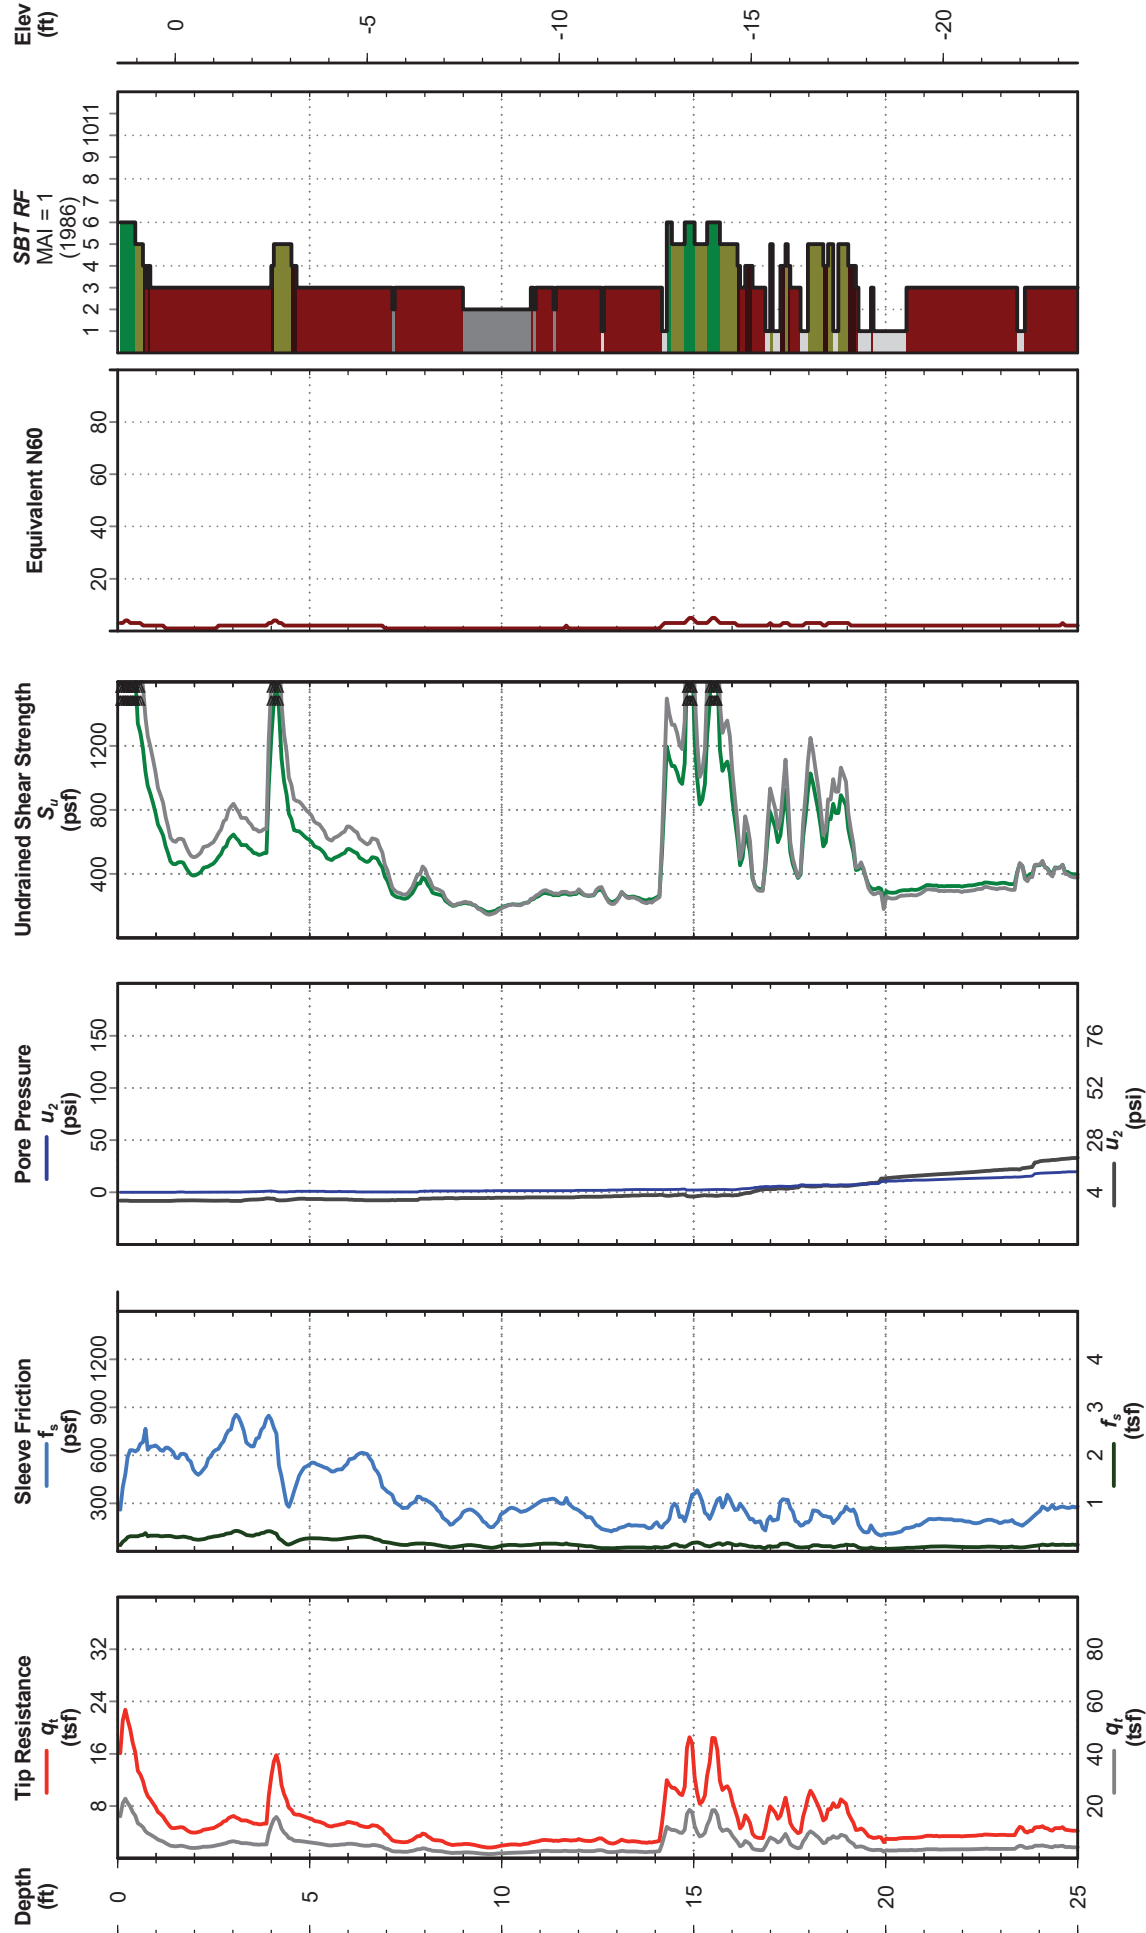 Depth
(ft)
0
5
10
15
20
25
Tip Resistance
qt
(tsf)
8
16
24
32
20
40
60
80
qt
(tsf)
Sleeve Friction
fs
(psf)
300
600
900
1200
1
2
3
4
fs
(tsf)
Pore Pressure
u2
(psi)
0
50
100
150
4
28
52
76
u2
(psi)
Undrained Shear Strength
Su
(psf)
400
800
1200
Equivalent N60
20
40
60
80
SBT RF
MAI = 1
(1986)
1 2 3 4 5 6 7 8 9 1011
Elev
(ft)
0
-5
-10
-15
-20